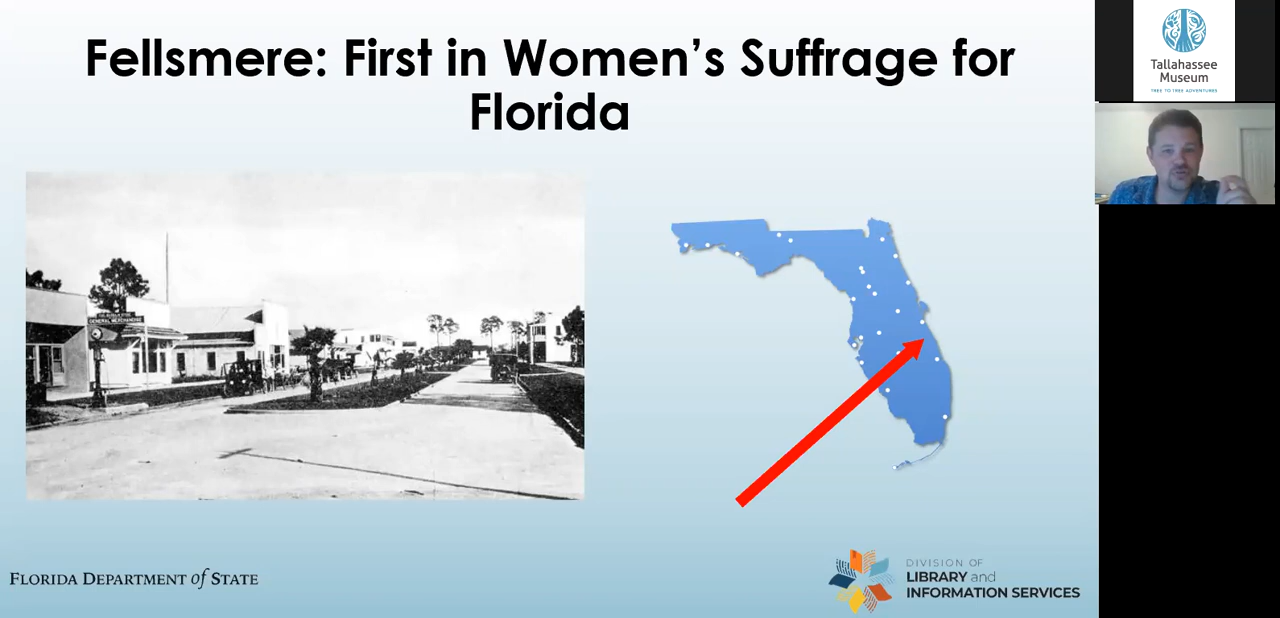 Fellsmere: First in Women's Suffrage for
Florida
Tallahassee
Museum
TREE TO TREE ADVENTURES
GENERAL MERCHANDISE
FLORIDA DEPARTMENT of STATE
DIVISION OF
LIBRARY and
INFORMATION SERVICES